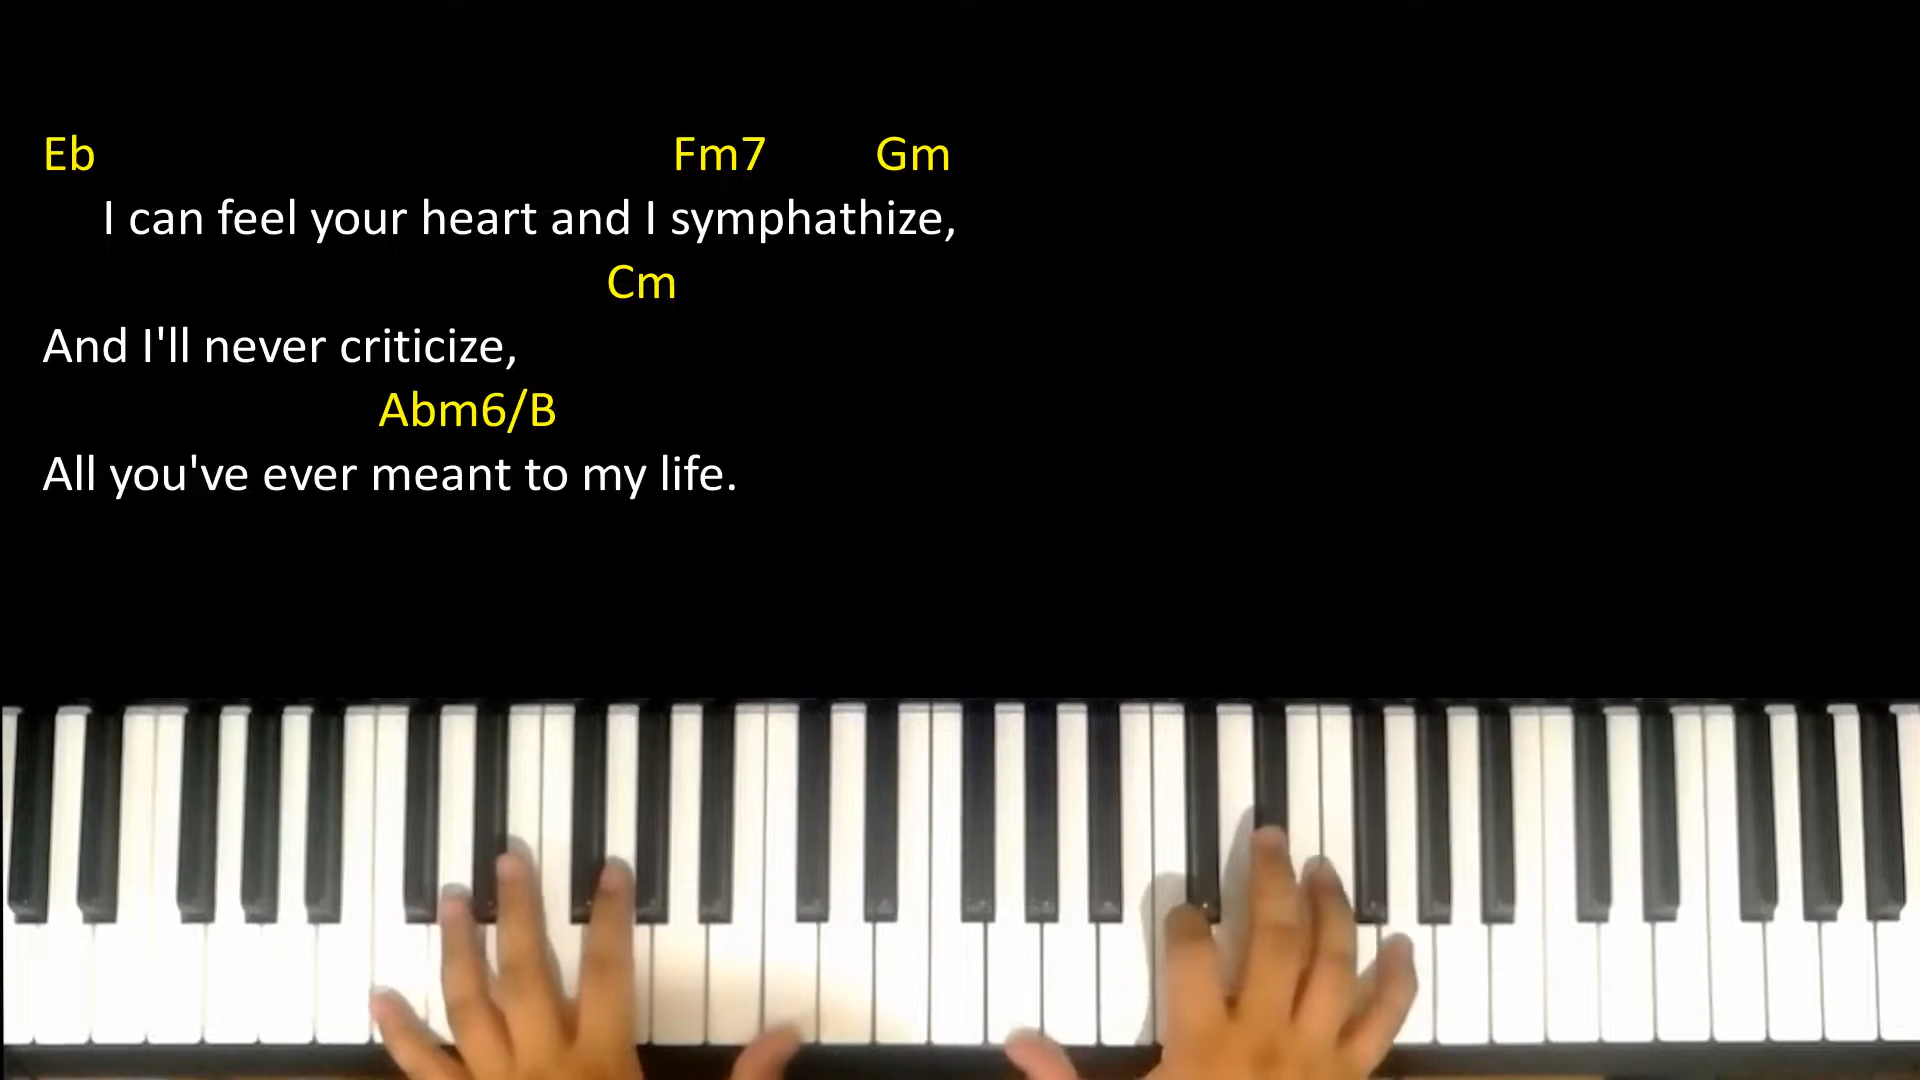 Eb Fm7 Gm
I can feel your heart and I symphathize,
Cm
And I'll never criticize,
Abm6/B
All you've ever meant to my life.